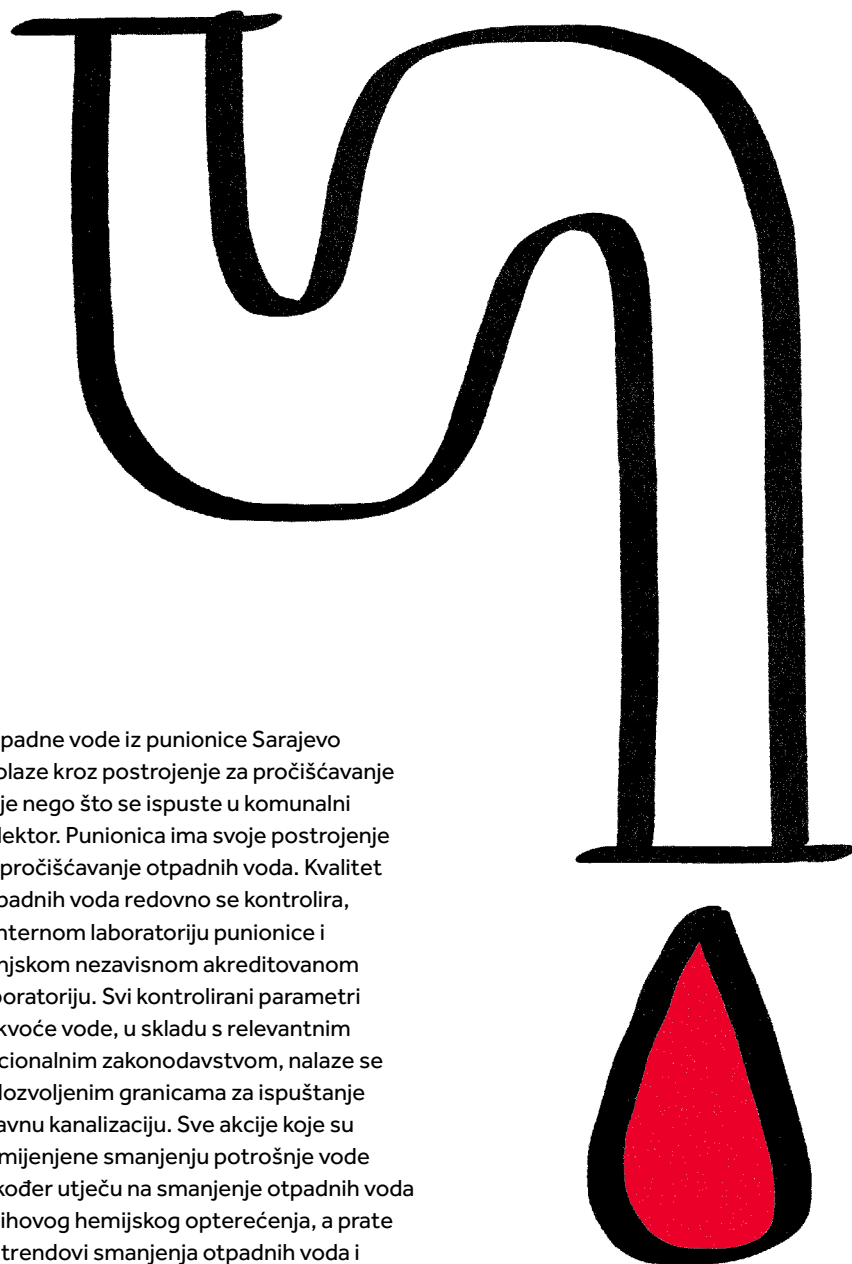 padne vode iz punionice Sarajevo
olaze kroz postrojenje za pročišćavanje
je nego što se ispuste u komunalni
lektor. Punionica ima svoje postrojenje
pročišćavanje otpadnih voda. Kvalitet
padnih voda redovno se kontrolira,
nternom laboratoriju punionice i
njskom nezavisnom akreditovanom
boratoriju. Svi kontrolirani parametri
kvoće vode, u skladu s relevantnim
cionalnim zakonodavstvom, nalaze se
dozvoljenim granicama za ispuštanje
avnu kanalizaciju. Sve akcije koje su
mijenjene smanjenju potrošnje vode
kođer utječu na smanjenje otpadnih voda
ihovog hemijskog opterećenja, a prate
trendovi smanjenja otpadnih voda i